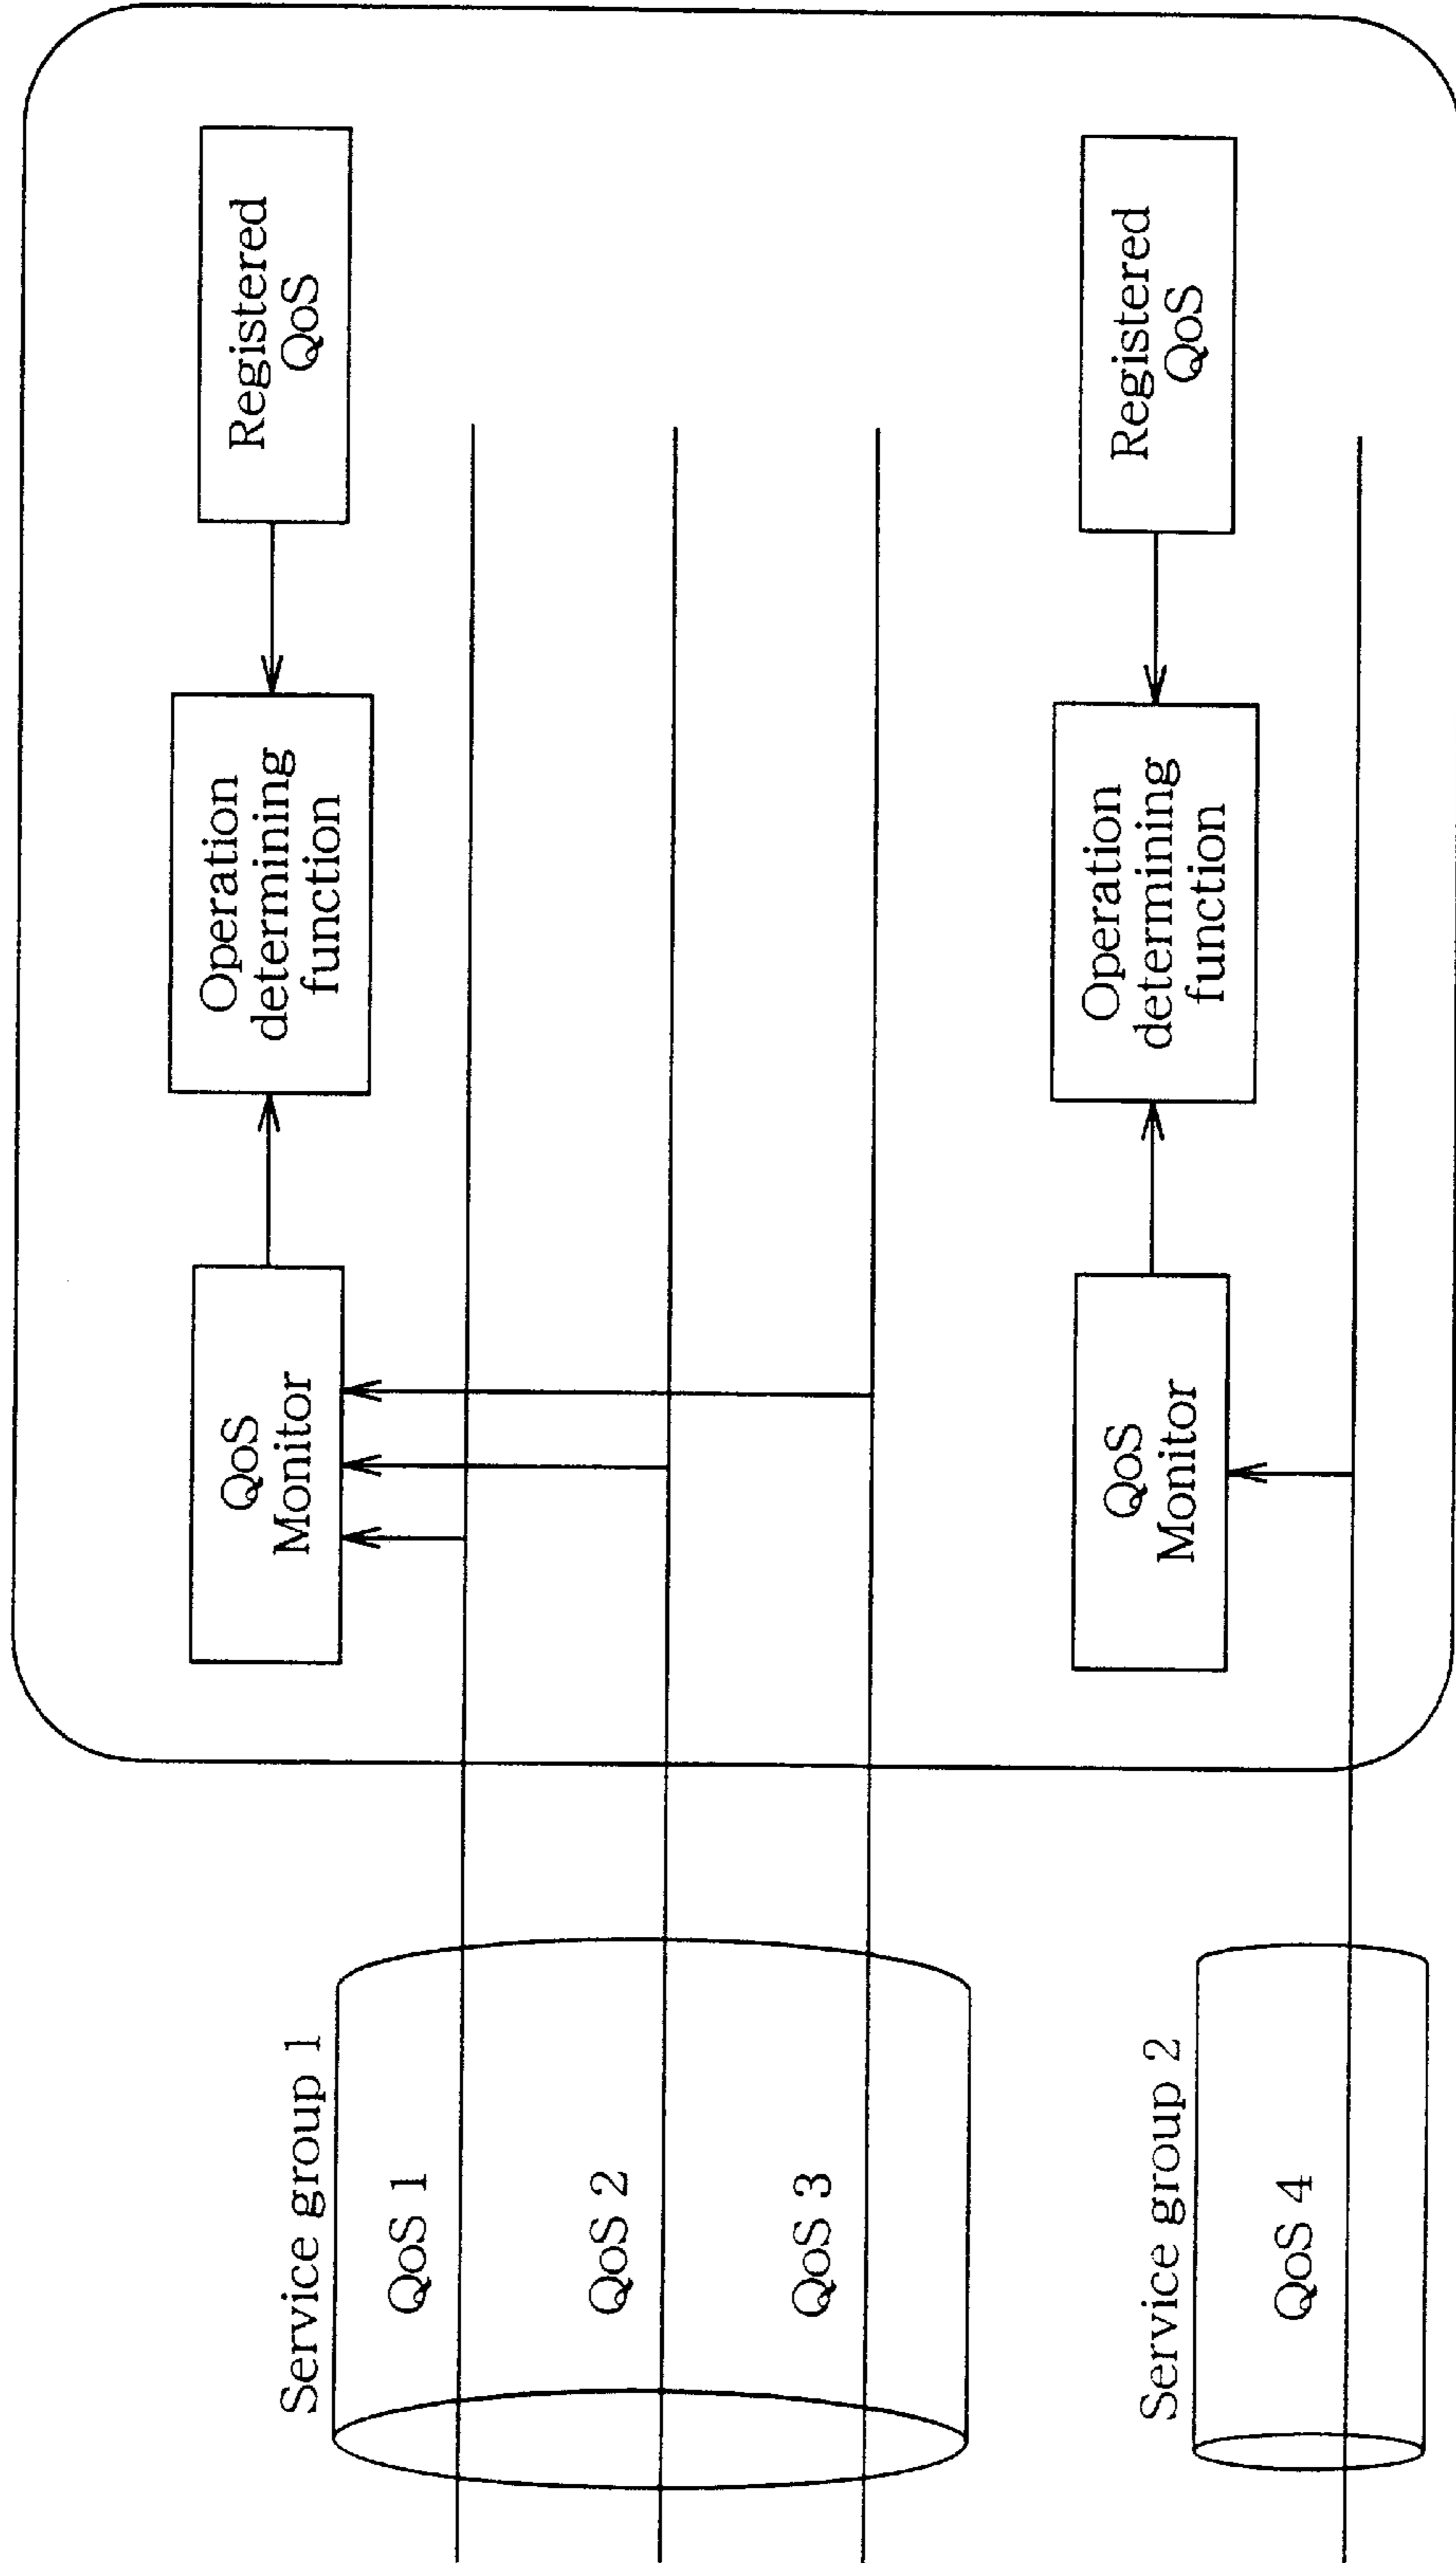 Service group 1
QoS 1
QoS 2
QoS 3
QoS
Monitor
Operation
determining
function
Registered
QoS
Service group 2
QoS 4
QoS
Monitor
Operation
determining
function
Registered
QoS